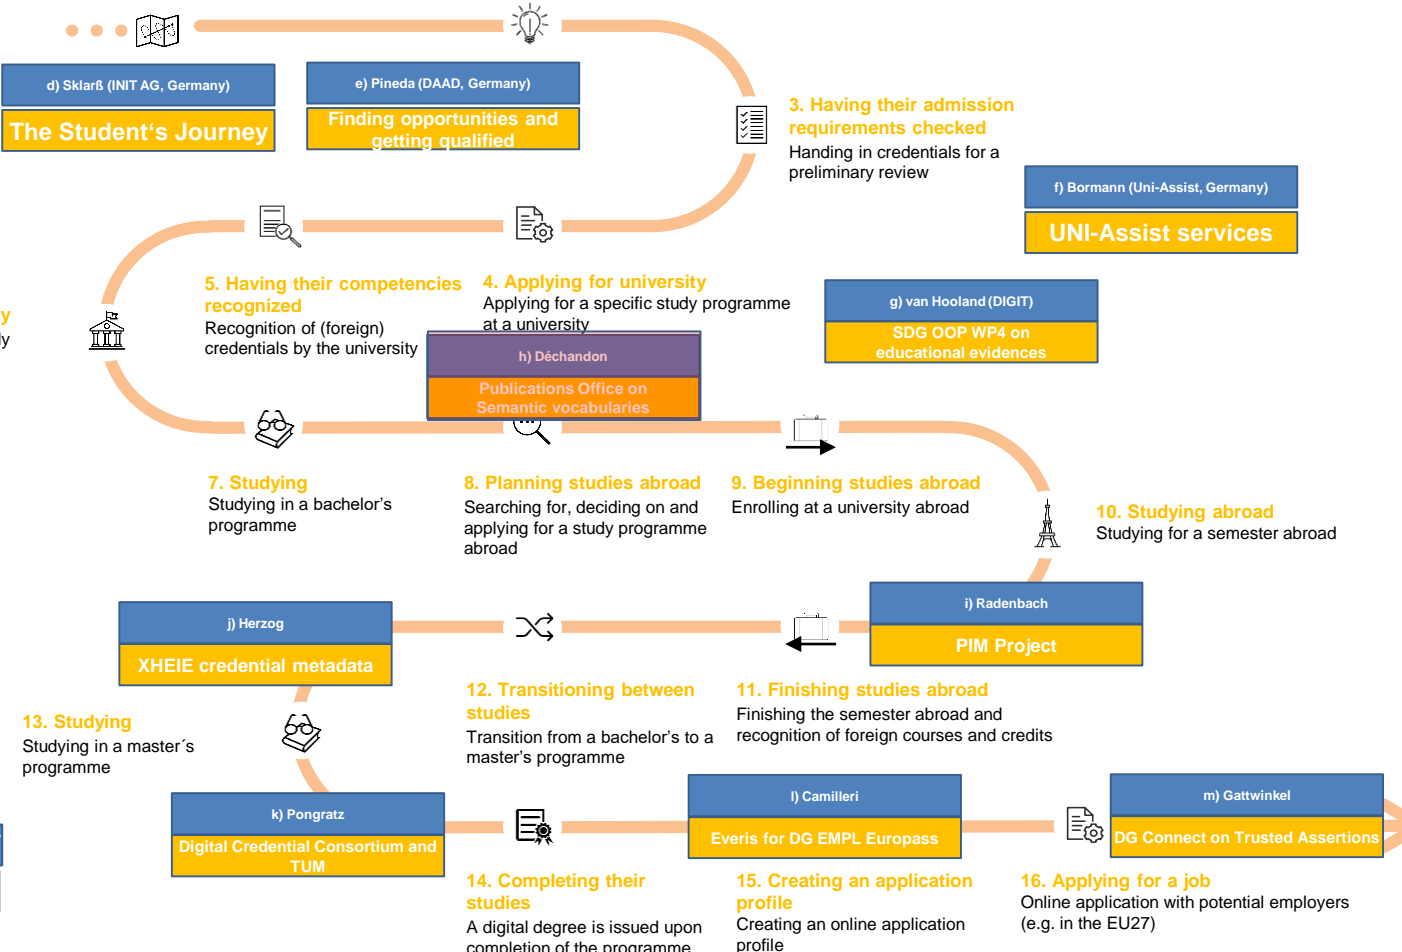 d) Sklarß (INIT AG, Germany)
The Student‘s Journey
e) Pineda (DAAD, Germany)
Finding opportunities and
getting qualified
3. Having their admission
requirements checked
Handing in credentials for a
preliminary review
f) Bormann (Uni-Assist, Germany)
UNI-Assist services
5. Having their competencies
recognized
Recognition of (foreign)
credentials by the university
4. Applying for university
Applying for a specific study programme
at a university
g) van Hooland (DIGIT)
SDG OOP WP4 on
educational evidences
y
ly
h) Déchandon
Publications Office on
Semantic vocabularies
7. Studying
Studying in a bachelor's
programme
8. Planning studies abroad
Searching for, deciding on and
applying for a study programme
abroad
9. Beginning studies abroad
Enrolling at a university abroad
10. Studying abroad
Studying for a semester abroad
i) Radenbach
PIM Project
j) Herzog
XHEIE credential metadata
12. Transitioning between
studies
Transition from a bachelor's to a
master's programme
11. Finishing studies abroad
Finishing the semester abroad and
recognition of foreign courses and credits
13. Studying
Studying in a master´s
programme
k) Pongratz
Digital Credential Consortium and
TUM
l) Camilleri
Everis for DG EMPL Europass
m) Gattwinkel
DG Connect on Trusted Assertions
14. Completing their
studies
A digital degree is issued upon
completion of the programme
15. Creating an application
profile
Creating an online application
profile
16. Applying for a job
Online application with potential employers
(e.g. in the EU27)